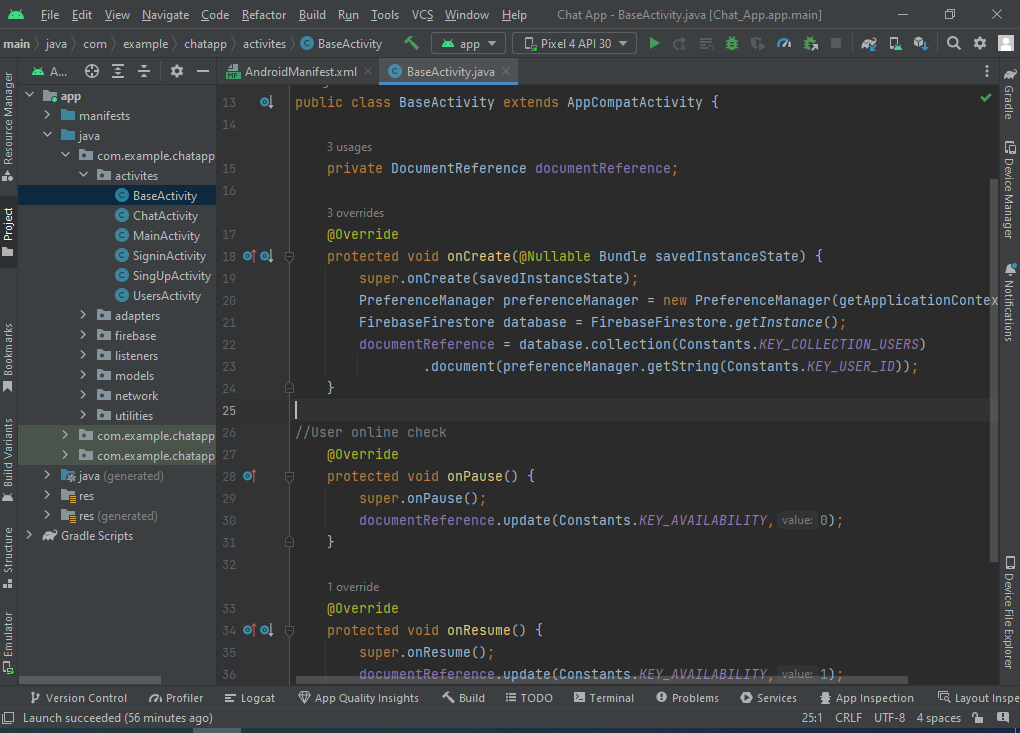 File Edit View Navigate Code Refactor Build Run Tools VCS Window Help Chat App - BaseActivity.java [Chat_App.app.main]
main java com example chatapp activites BaseActivity app Pixel 4 API 30
A... AndroidManifest.xml BaseActivity.java
Resource Manager
Project
Bookmarks
Build Variants
Structure
Emulator
app
manifests
java
com.example.chatapp
activites
BaseActivity
ChatActivity
MainActivity
SigninActivity
SingUpActivity
UsersActivity
adapters
firebase
listeners
models
network
utilities
com.example.chatapp
com.example.chatapp
java (generated)
res
res (generated)
Gradle Scripts
13 public class BaseActivity extends AppCompatActivity {
14
3 usages
15 private DocumentReference documentReference;
16
3 overrides
17 @Override
18 protected void onCreate(@Nullable Bundle savedInstanceState) {
19 super.onCreate(savedInstanceState);
20 PreferenceManager preferenceManager = new PreferenceManager(getApplicationContex
21 FirebaseFirestore database = FirebaseFirestore.getInstance();
22 documentReference = database.collection(Constants.KEY_COLLECTION_USERS)
23 .document(preferenceManager.getString(Constants.KEY_USER_ID));
24 }
25
26 //User online check
27 @Override
28 protected void onPause() {
29 super.onPause();
30 documentReference.update(Constants.KEY_AVAILABILITY, value: 0);
31 }
32
1 override
33 @Override
34 protected void onResume() {
35 super.onResume();
36 documentReference.update(Constants.KEY_AVAILABILITY, value: 1);
Gradle
Device Manager
Notifications
Device File Explorer
Version Control Profiler Logcat App Quality Insights Build TODO Terminal Problems Services App Inspection Layout Inspe
Launch succeeded (56 minutes ago) 25:1 CRLF UTF-8 4 spaces